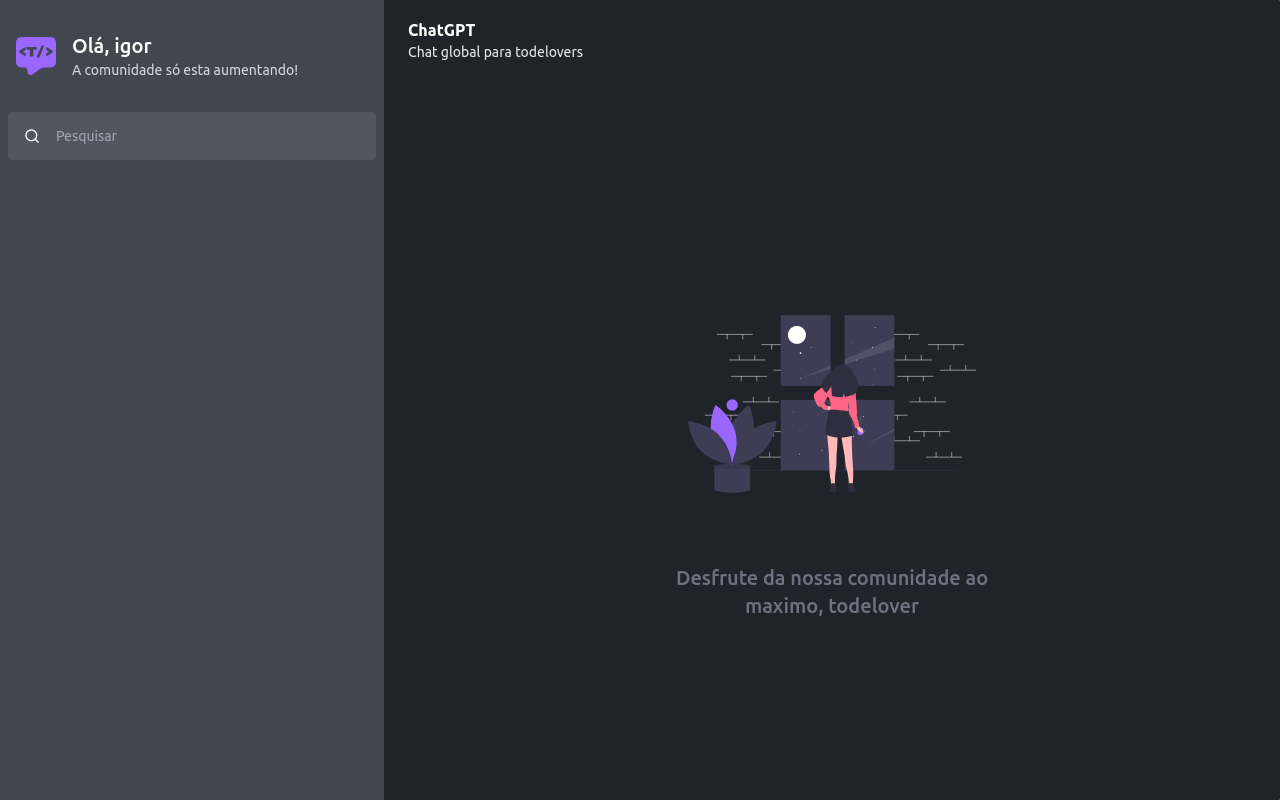 <T/>
Olá, igor
A comunidade só esta aumentando!
Pesquisar
ChatGPT
Chat global para todelovers
Desfrute da nossa comunidade ao
maximo, todelover